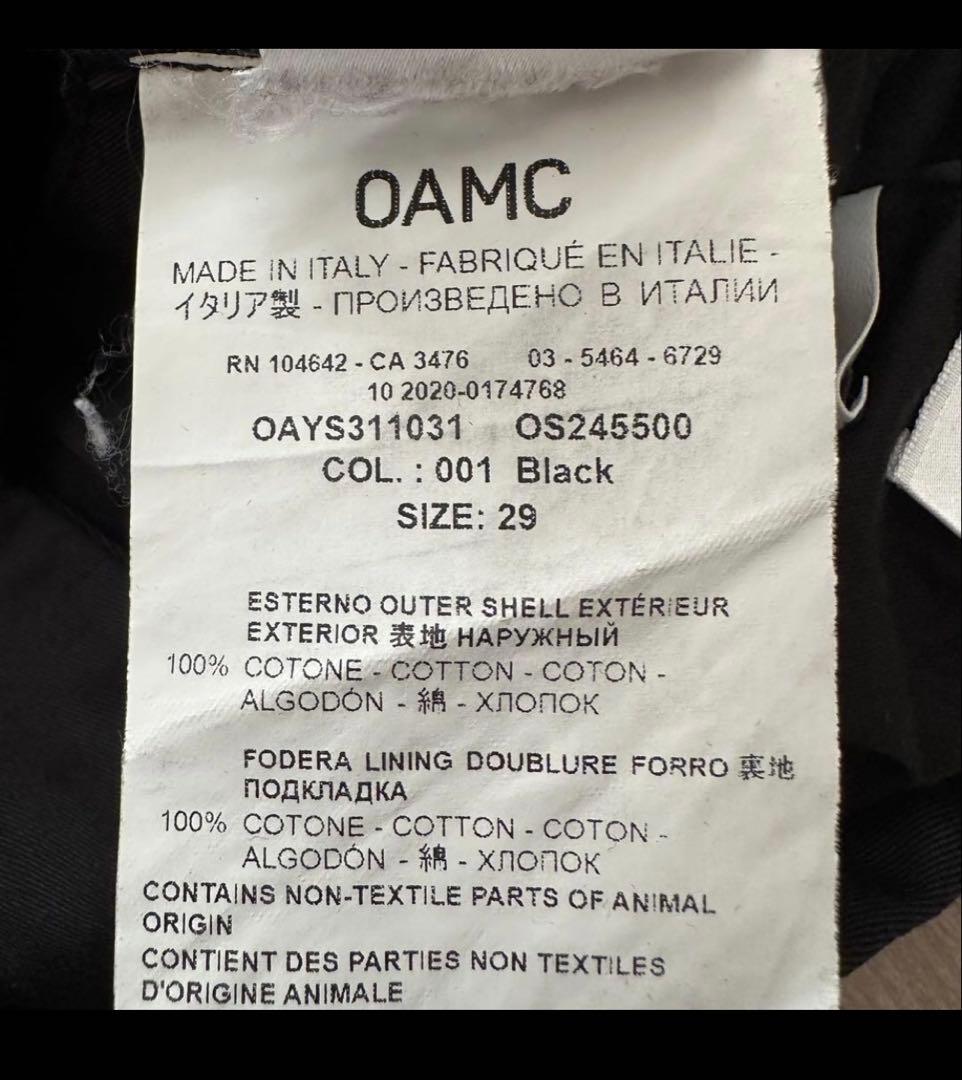 OAMC
MADE IN ITALY - FABRIQUÉ EN ITALIE -
イタリア製 - ПРОИЗВЕДЕНО В ИТАЛИИ
RN 104642 - CA 3476 03 - 5464 - 6729
10 2020-0174768
OAYS311031 OS245500
COL. : 001 Black
SIZE: 29
ESTERNO OUTER SHELL EXTÉRIEUR
EXTERIOR 表地 НАРУЖНЫЙ
100% COTONE - COTTON - COTON -
ALGODÓN - 綿 - ХЛОПОК
FODERA LINING DOUBLURE FORRO 裏地
ПОДКЛАДКА
100% COTONE - COTTON - COTON -
ALGODÓN - 綿 - ХЛОПОК
CONTAINS NON-TEXTILE PARTS OF ANIMAL
ORIGIN
CONTIENT DES PARTIES NON TEXTILES
D'ORIGINE ANIMALE